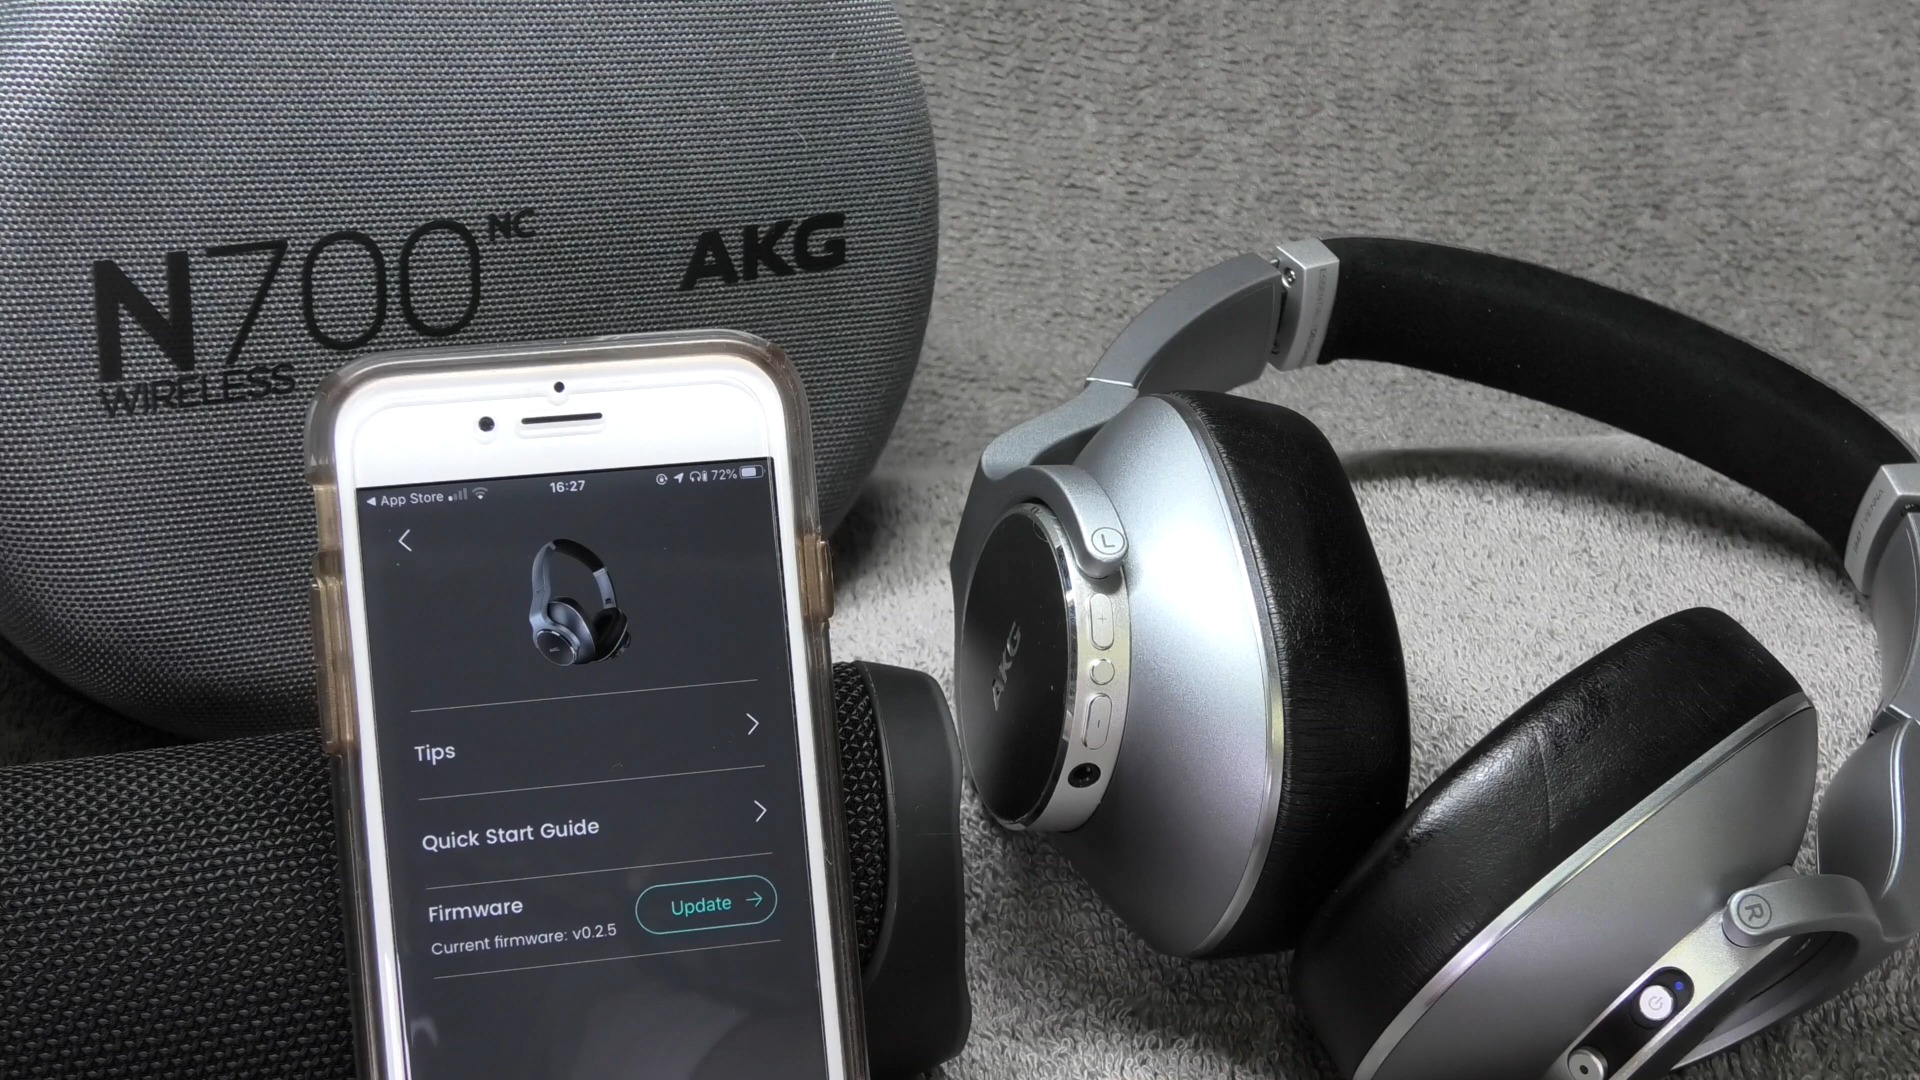 N700NC
AKG
WIRELESS
App Store
16:27
72%
Tips
Quick Start Guide
Firmware
Update
Current firmware: v0.2.5
L
AKG
+
-
R